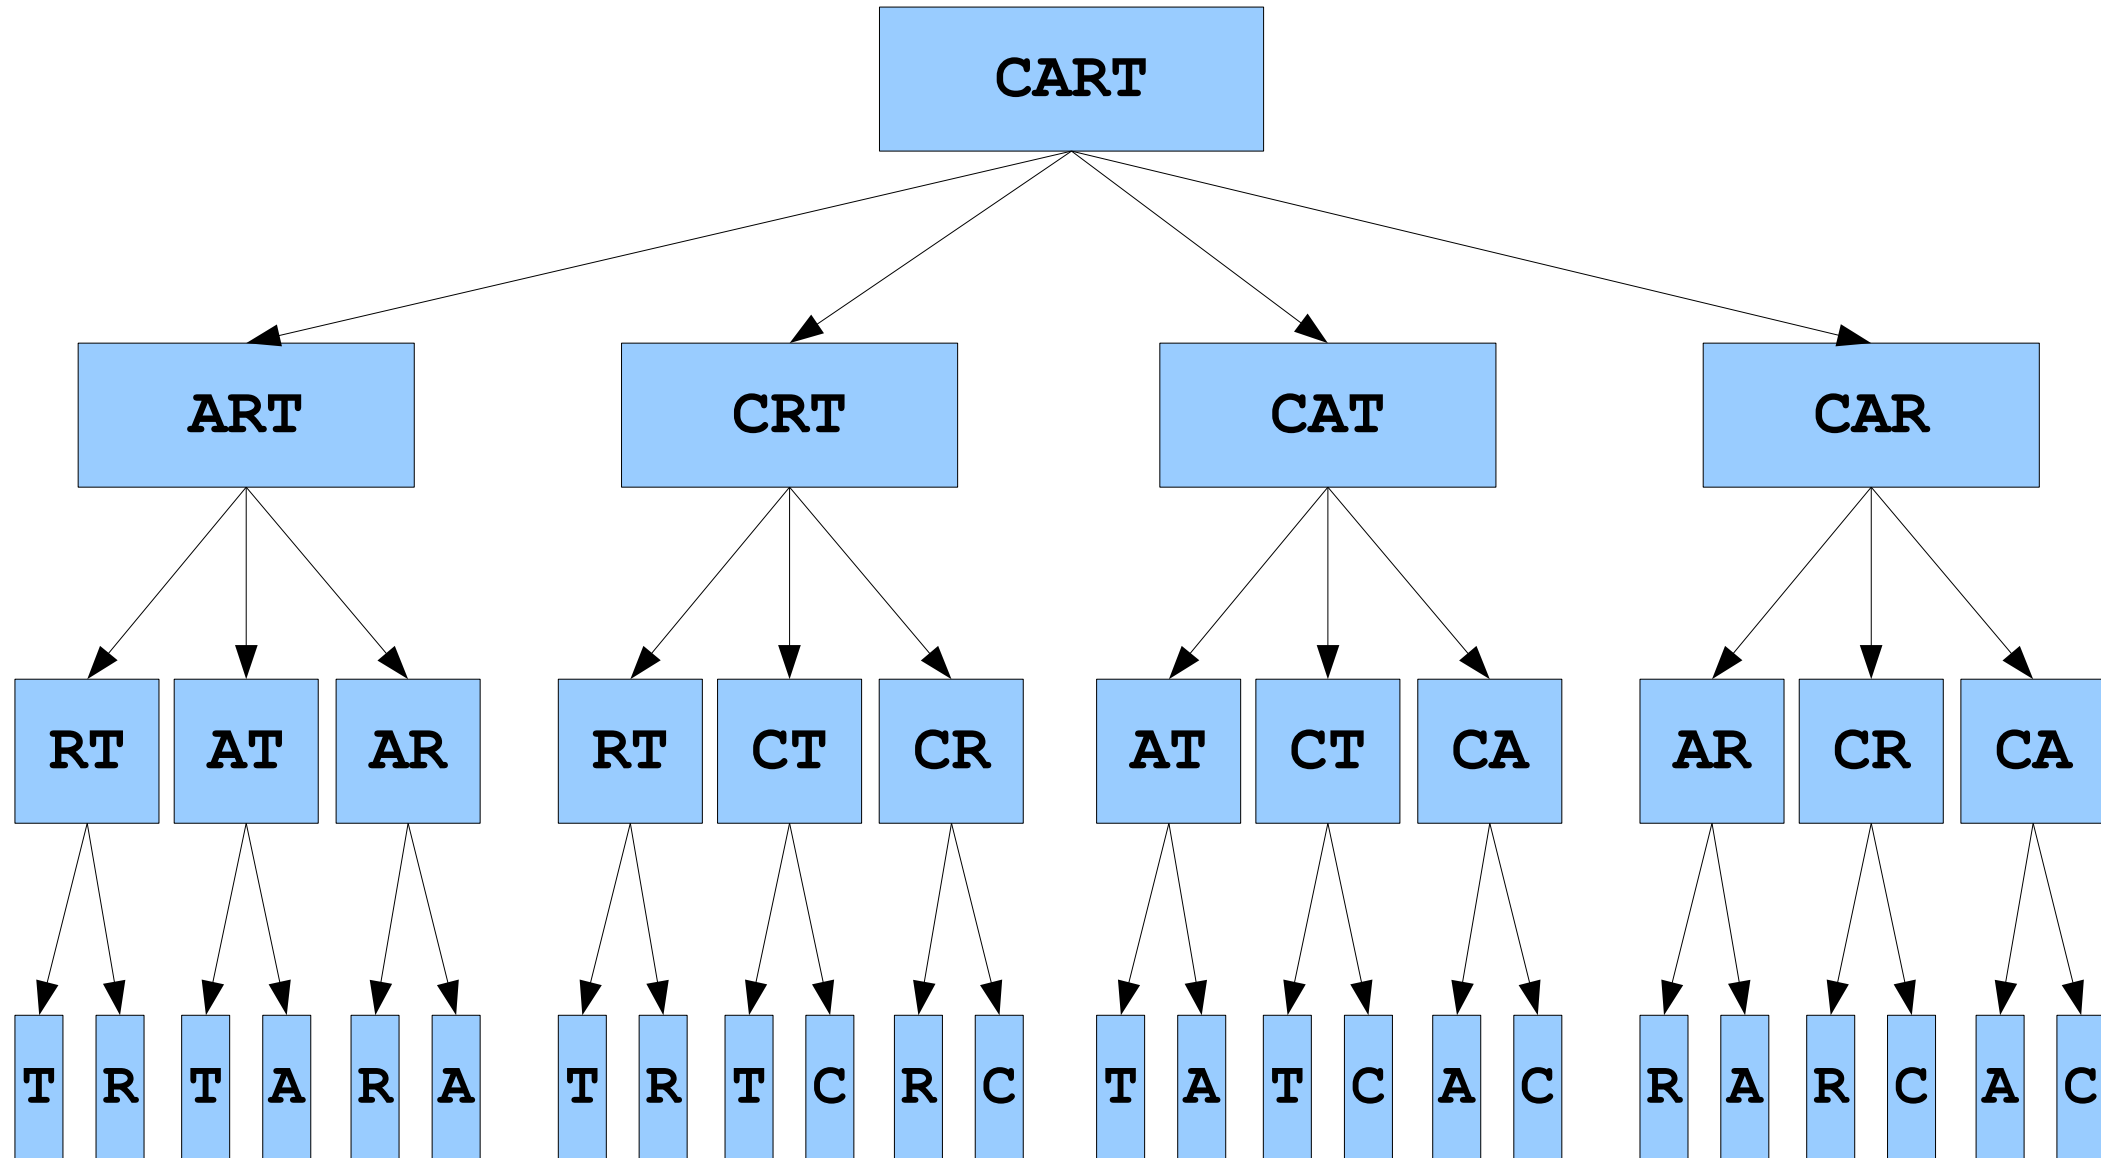 CART
ART CRT CAT CAR
RT AT AR RT CT CR AT CT CA AR CR CA
T R T A R A T R T C R C T A T C A C R A R C A C